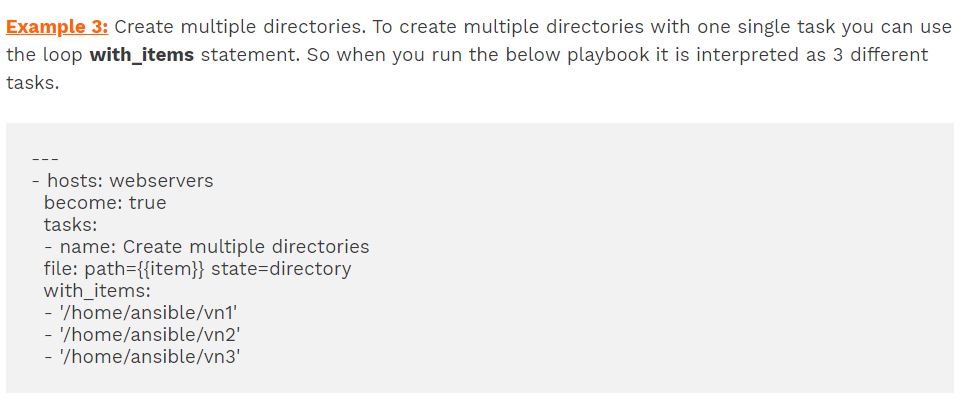 Example 3: Create multiple directories. To create multiple directories with one single task you can use
the loop with_items statement. So when you run the below playbook it is interpreted as 3 different
tasks.
---
- hosts: webservers
become: true
tasks:
- name: Create multiple directories
file: path={{item}} state=directory
with_items:
- '/home/ansible/vn1'
- '/home/ansible/vn2'
- '/home/ansible/vn3'